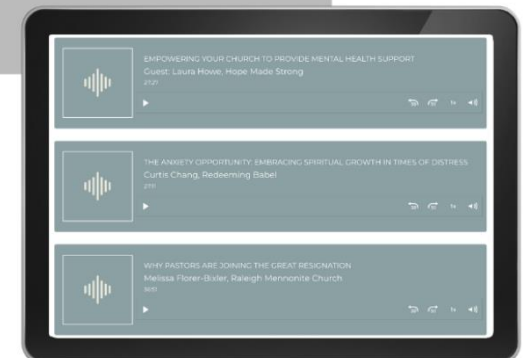 EMPOWERING YOUR CHURCH TO PROVIDE MENTAL HEALTH SUPPORT
Guest: Laura Howe, Hope Made Strong
THE ANXIETY OPPORTUNITY: EMBRACING SPIRITUAL GROWTH IN TIMES OF DISTRESS
Curtis Chang, Redeeming Babel
WHY PASTORS ARE JOINING THE GREAT RESIGNATION
Melissa Florer-Bixler, Raleigh Mennonite Church